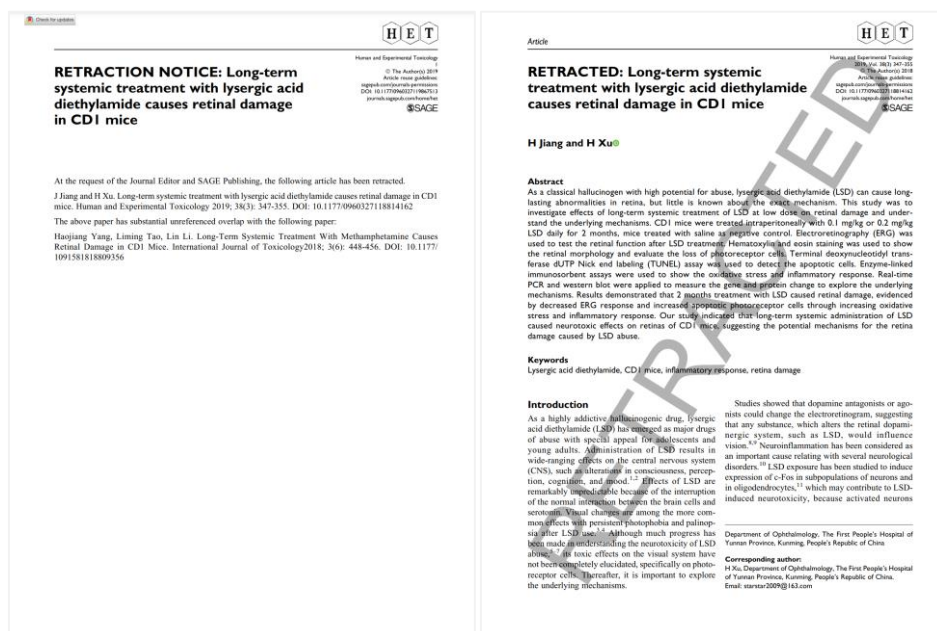 Check for updates
H E T
Human and Experimental Toxicology
1
© The Author(s) 2019
Article reuse guidelines:
sagepub.com/journals-permissions
DOI: 10.1177/0960327119867513
journals.sagepub.com/home/het
SAGE
RETRACTION NOTICE: Long-term
systemic treatment with lysergic acid
diethylamide causes retinal damage
in CD1 mice
At the request of the Journal Editor and SAGE Publishing, the following article has been retracted.
J Jiang and H Xu. Long-term systemic treatment with lysergic acid diethylamide causes retinal damage in CD1
mice. Human and Experimental Toxicology 2019; 38(3): 347-355. DOI: 10.1177/0960327118814162
The above paper has substantial unreferenced overlap with the following paper:
Haojiang Yang, Liming Tao, Lin Li. Long-Term Systemic Treatment With Methamphetamine Causes
Retinal Damage in CD1 Mice. International Journal of Toxicology2018; 3(6): 448-456. DOI: 10.1177/
1091581818809356
Article
H E T
Human and Experimental Toxicology
2019, Vol. 38(3) 347–355
© The Author(s) 2018
Article reuse guidelines:
sagepub.com/journals-permissions
DOI: 10.1177/0960327118814162
journals.sagepub.com/home/het
SAGE
RETRACTED: Long-term systemic
treatment with lysergic acid diethylamide
causes retinal damage in CD1 mice
H Jiang and H Xu
Abstract
As a classical hallucinogen with high potential for abuse, lysergic acid diethylamide (LSD) can cause long-
lasting abnormalities in retina, but little is known about the exact mechanism. This study was to
investigate effects of long-term systemic treatment of LSD at low dose on retinal damage and under-
stand the underlying mechanisms. CD1 mice were treated intraperitoneally with 0.1 mg/kg or 0.2 mg/kg
LSD daily for 2 months, mice treated with saline as negative control. Electroretinography (ERG) was
used to test the retinal function after LSD treatment. Hematoxylin and eosin staining was used to show
the retinal morphology and evaluate the loss of photoreceptor cells. Terminal deoxynucleotidyl trans-
ferase dUTP Nick end labeling (TUNEL) assay was used to detect the apoptotic cells. Enzyme-linked
immunosorbent assays were used to show the oxidative stress and inflammatory response. Real-time
PCR and western blot were applied to measure the gene and protein change to explore the underlying
mechanisms. Results demonstrated that 2 months treatment with LSD caused retinal damage, evidenced
by decreased ERG response and increased apoptotic photoreceptor cells through increasing oxidative
stress and inflammatory response. Our study indicated that long-term systemic administration of LSD
caused neurotoxic effects on retinas of CD1 mice, suggesting the potential mechanisms for the retina
damage caused by LSD abuse.
Keywords
Lysergic acid diethylamide, CD1 mice, inflammatory response, retina damage
Introduction
As a highly addictive hallucinogenic drug, lysergic
acid diethylamide (LSD) has emerged as major drugs
of abuse with special appeal for adolescents and
young adults. Administration of LSD results in
wide-ranging effects on the central nervous system
(CNS), such as alterations in consciousness, percep-
tion, cognition, and mood.1,2 Effects of LSD are
remarkably unpredictable because of the interruption
of the normal interaction between the brain cells and
serotonin. Visual changes are among the more com-
mon effects with persistent photophobia and palinop-
sia after LSD use.3,4 Although much progress has
been made in understanding the neurotoxicity of LSD
abuse,6,7 its toxic effects on the visual system have
not been completely elucidated, specifically on photo-
receptor cells. Thereafter, it is important to explore
the underlying mechanisms.
Studies showed that dopamine antagonists or ago-
nists could change the electroretinogram, suggesting
that any substance, which alters the retinal dopami-
nergic system, such as LSD, would influence
vision.8,9 Neuroinflammation has been considered as
an important cause relating with several neurological
disorders.10 LSD exposure has been studied to induce
expression of c-Fos in subpopulations of neurons and
in oligodendrocytes,11 which may contribute to LSD-
induced neurotoxicity, because activated neurons
Department of Ophthalmology, The First People's Hospital of
Yunnan Province, Kunming, People's Republic of China
Corresponding author:
H Xu, Department of Ophthalmology, The First People's Hospital
of Yunnan Province, Kunming, People's Republic of China.
Email: starstar2009@163.com
RETRACTED